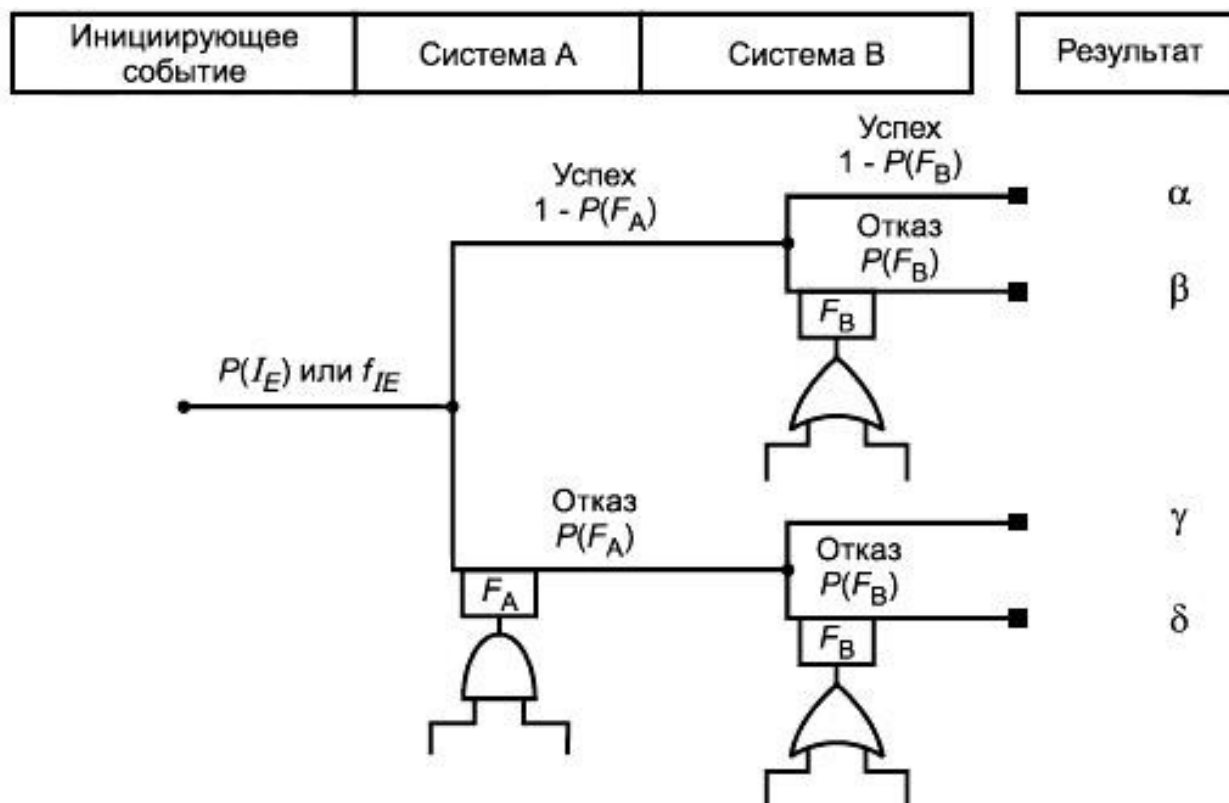 Инициирующее
событие
Система А
Система В
Результат
Успех
1 - P(F_B)
Успех
1 - P(F_A)
α
Отказ
P(F_B)
β
F_B
P(I_E) или f_IE
Отказ
P(F_A)
γ
Отказ
P(F_B)
F_A
δ
F_B